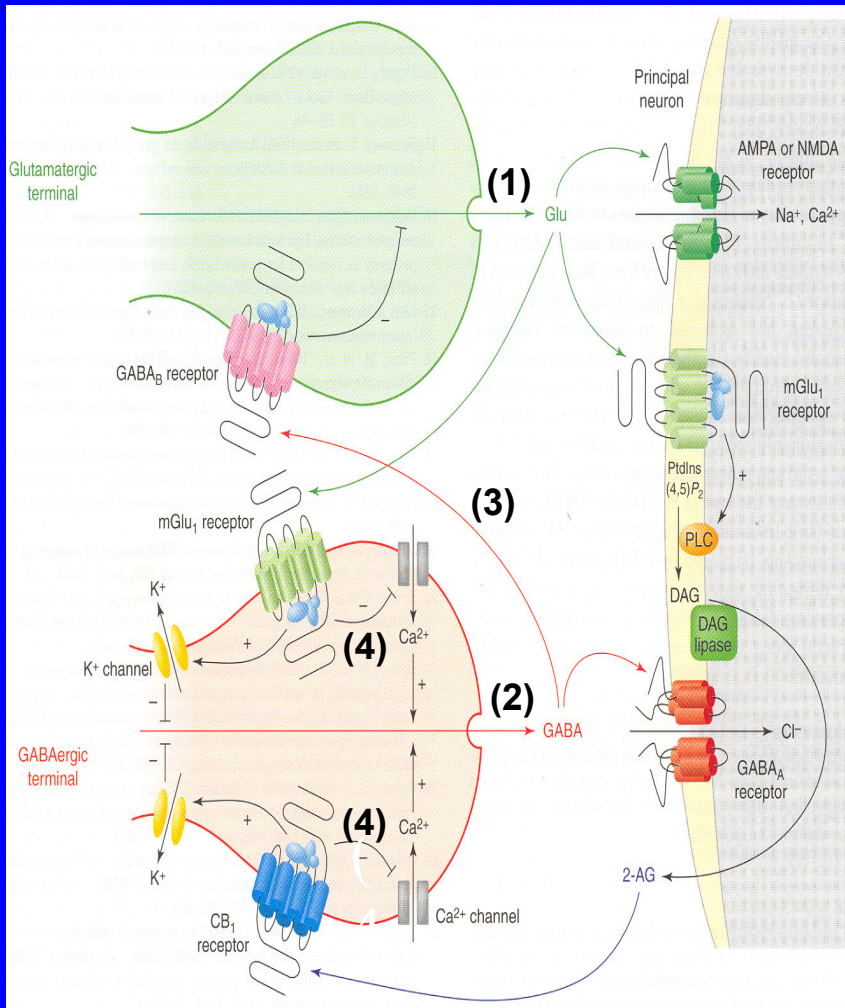 Principal
neuron
Glutamatergic
terminal
(1)
Glu
AMPA or NMDA
receptor
Na⁺, Ca²⁺
–
GABA_B receptor
mGlu₁
receptor
+
PtdIns
(4,5)P₂
PLC
DAG
DAG
lipase
mGlu₁ receptor
(3)
K⁺
K⁺ channel
+
–
(4)
Ca²⁺
+
–
(2)
GABAergic
terminal
GABA
Cl⁻
GABA_A
receptor
–
+
(4)
–
+
Ca²⁺
K⁺
CB₁
receptor
Ca²⁺ channel
2-AG